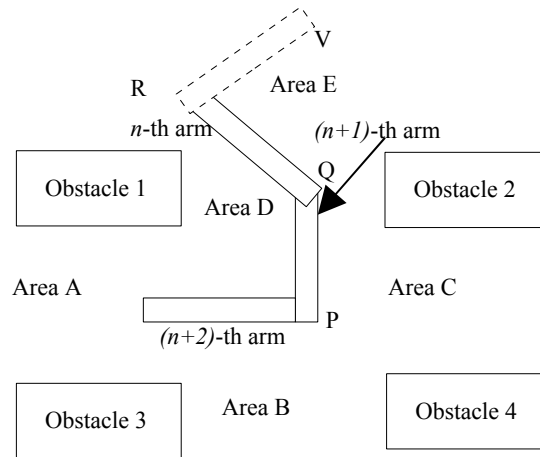 V
R
Area E
n-th arm
(n+1)-th arm
Q
Obstacle 1
Obstacle 2
Area D
Area A
Area C
P
(n+2)-th arm
Obstacle 3
Area B
Obstacle 4